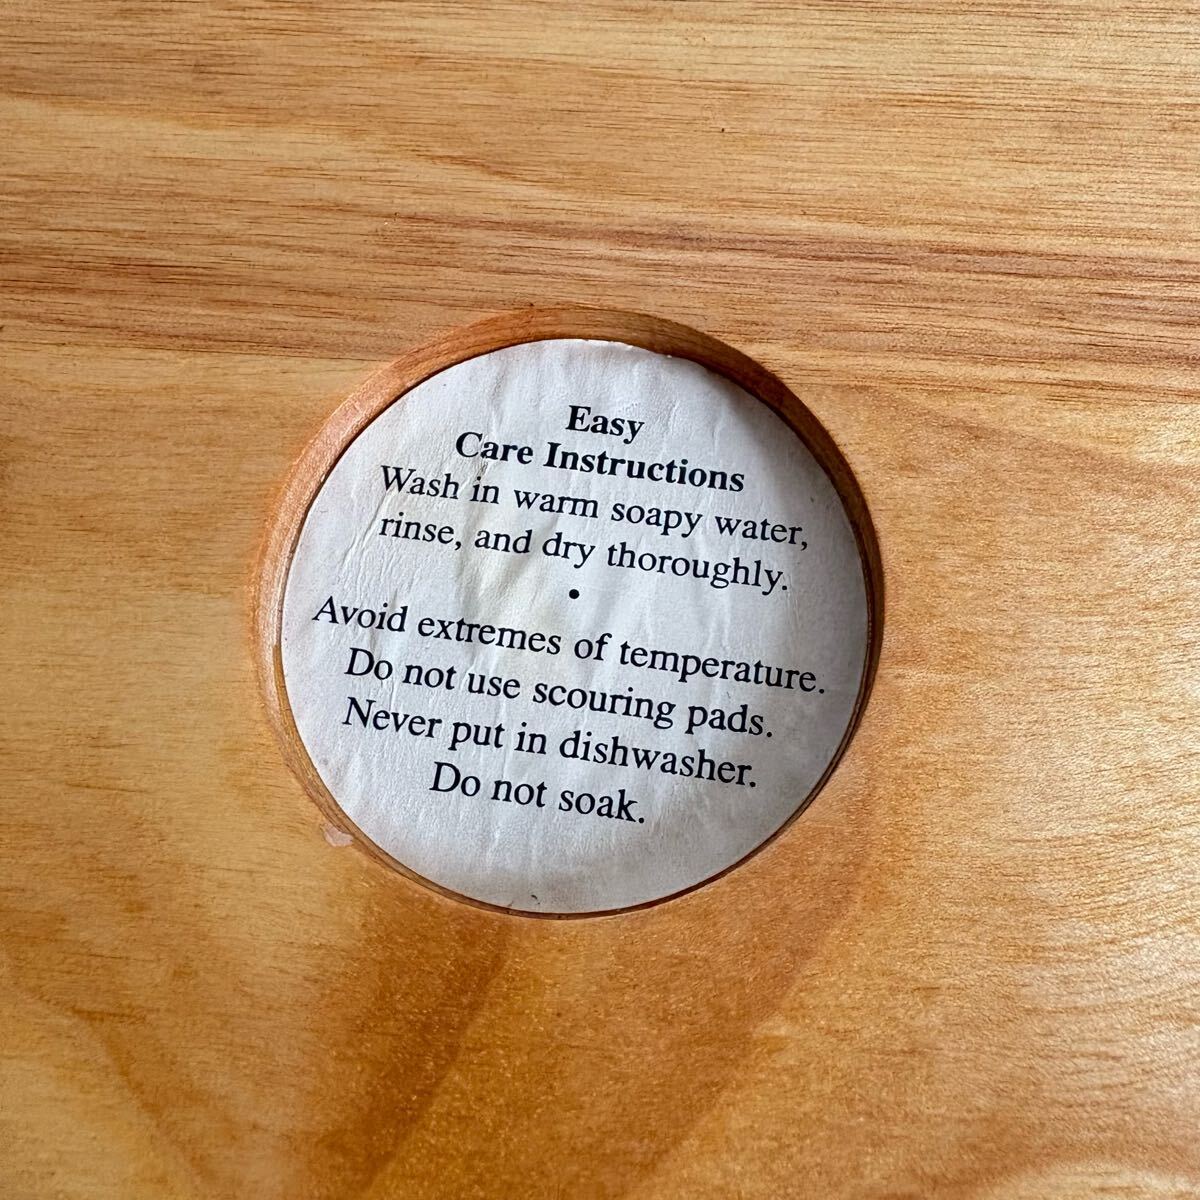 Easy
Care Instructions
Wash in warm soapy water,
rinse, and dry thoroughly.
•
Avoid extremes of temperature.
Do not use scouring pads.
Never put in dishwasher.
Do not soak.